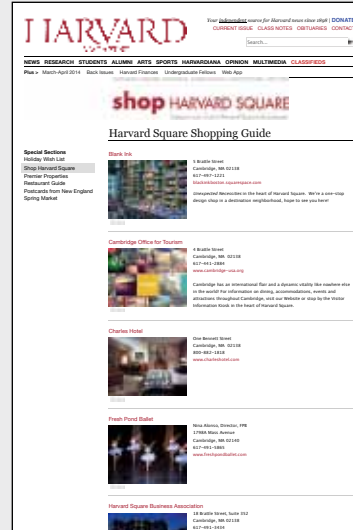 HARVARD
Your independent source for Harvard news since 1898 | DONATE
CURRENT ISSUE CLASS NOTES OBITUARIES CONTACT
Search...
NEWS RESEARCH STUDENTS ALUMNI ARTS SPORTS HARVARDIANA OPINION MULTIMEDIA CLASSIFIEDS
Plus > March-April 2014 Back Issues Harvard Finances Undergraduate Fellows Web App
shop HARVARD SQUARE
Harvard Square Shopping Guide
Special Sections
Holiday Wish List
Shop Harvard Square
Premier Properties
Restaurant Guide
Postcards from New England
Spring Market
Blank Ink
5 Brattle Street
Cambridge, MA 02138
617-497-1221
Unexpected Necessities in the heart of Harvard Square. We're a one-stop
design shop in a destination neighborhood, hope to see you here!
Cambridge Office for Tourism
4 Brattle Street
Cambridge, MA 02138
617-441-2884
www.cambridge-usa.org
Cambridge has an international flair and a dynamic vitality like nowhere else
in the world! For information on dining, accommodations, events and
attractions throughout Cambridge, visit our Website or stop by the Visitor
Information Kiosk in the heart of Harvard Square.
Charles Hotel
One Bennett Street
Cambridge, MA 02138
800-882-1818
www.charleshotel.com
Fresh Pond Ballet
Nina Alonso, Director, FPB
1798A Mass Avenue
Cambridge, MA 02140
617-491-5865
www.freshpondballet.com
Harvard Square Business Association
18 Brattle Street, Suite 352
Cambridge, MA 02138
617-491-3434